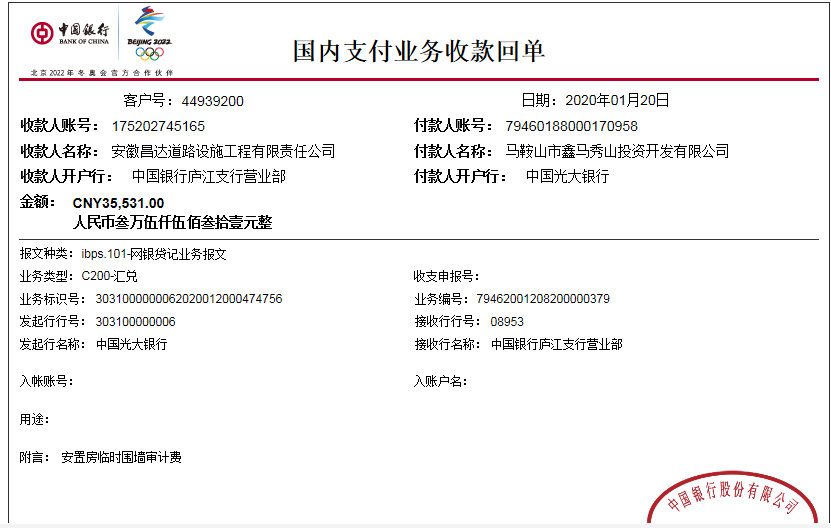 中国银行
BANK OF CHINA
BEIJING 2022
北京2022年冬奥会官方合作伙伴
国内支付业务收款回单
客户号：44939200 日期：2020年01月20日
收款人账号：175202745165 付款人账号：79460188000170958
收款人名称：安徽昌达道路设施工程有限责任公司 付款人名称：马鞍山市鑫马秀山投资开发有限公司
收款人开户行：中国银行庐江支行营业部 付款人开户行：中国光大银行
金额：CNY35,531.00
人民币叁万伍仟伍佰叁拾壹元整
报文种类：ibps.101-网银贷记业务报文
业务类型：C200-汇兑 收支申报号：
业务标识号：3031000000062020012000474756 业务编号：79462001208200000379
发起行行号：303100000006 接收行行号：08953
发起行名称：中国光大银行 接收行名称：中国银行庐江支行营业部
入帐账号： 入账户名：
用途：
附言：安置房临时围墙审计费
中国银行股份有限公司